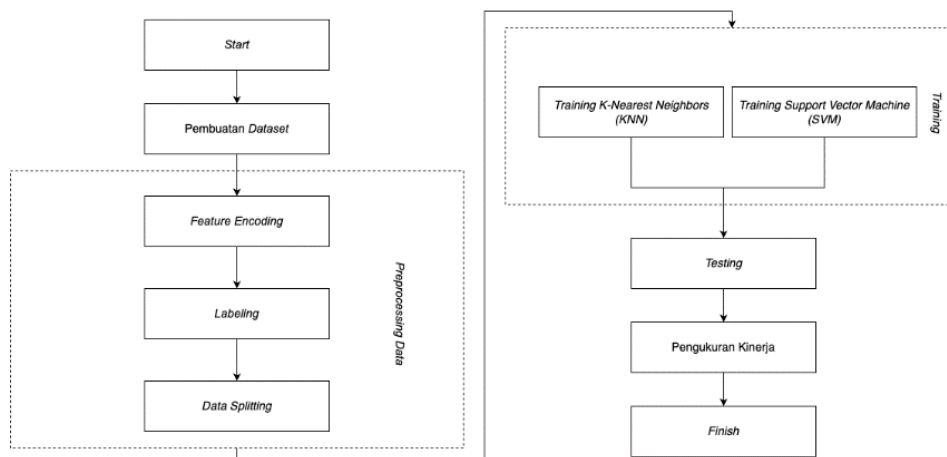 Start
Pembuatan Dataset
Feature Encoding
Labeling
Data Splitting
Preprocessing Data
Training K-Nearest Neighbors
(KNN)
Training Support Vector Machine
(SVM)
Training
Testing
Pengukuran Kinerja
Finish